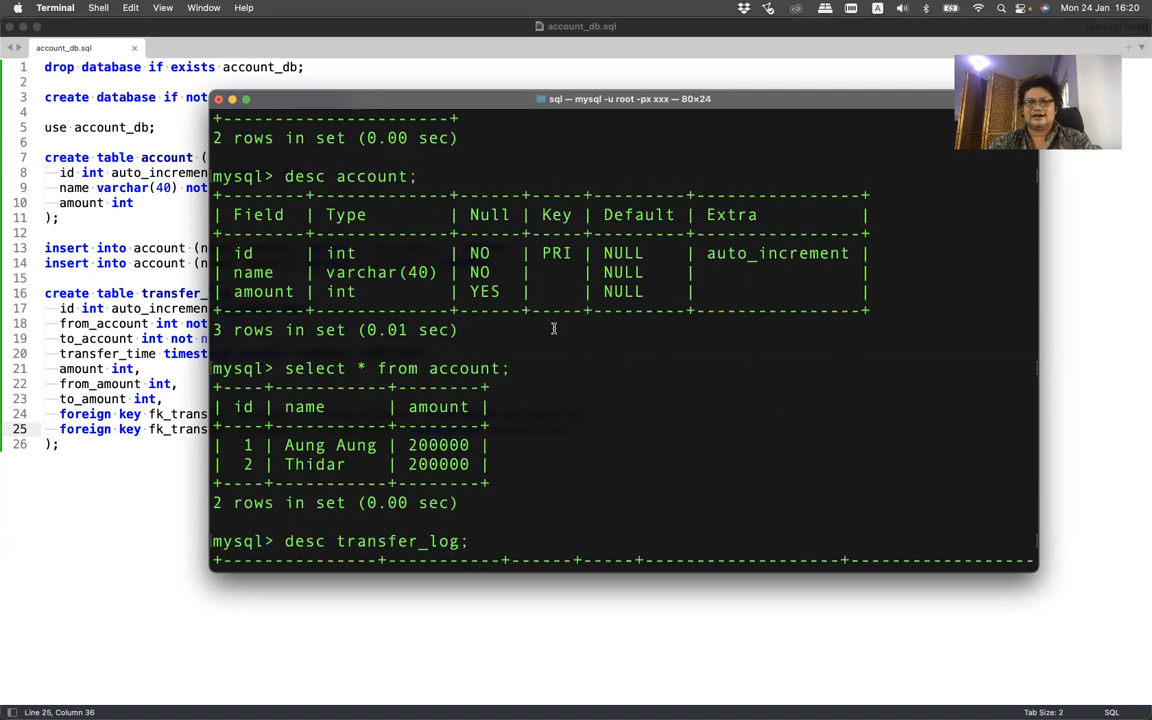 Terminal Shell Edit View Window Help A Mon 24 Jan 16:20
account_db.sql
account_db.sql
1 drop database if exists account_db;
2
3 create database if not
4
5 use account_db;
6
7 create table account (
8 id int auto_increment
9 name varchar(40) not
10 amount int
11 );
12
13 insert into account (n
14 insert into account (n
15
16 create table transfer_
17 id int auto_increment
18 from_account int not
19 to_account int not n
20 transfer_time timest
21 amount int,
22 from_amount int,
23 to_amount int,
24 foreign key fk_trans
25 foreign key fk_trans
26 );
sql — mysql -u root -px xxx — 80×24
+----------------------+
2 rows in set (0.00 sec)
mysql> desc account;
+---------+-------------+------+-----+---------+----------------+
| Field | Type | Null | Key | Default | Extra |
+---------+-------------+------+-----+---------+----------------+
| id | int | NO | PRI | NULL | auto_increment |
| name | varchar(40) | NO | | NULL | |
| amount | int | YES | | NULL | |
+---------+-------------+------+-----+---------+----------------+
3 rows in set (0.01 sec)
mysql> select * from account;
+----+-----------+--------+
| id | name | amount |
+----+-----------+--------+
| 1 | Aung Aung | 200000 |
| 2 | Thidar | 200000 |
+----+-----------+--------+
2 rows in set (0.00 sec)
mysql> desc transfer_log;
+---------------+-----------+------+-----+-------------------+------------------
Line 25, Column 36 Tab Size: 2 SQL